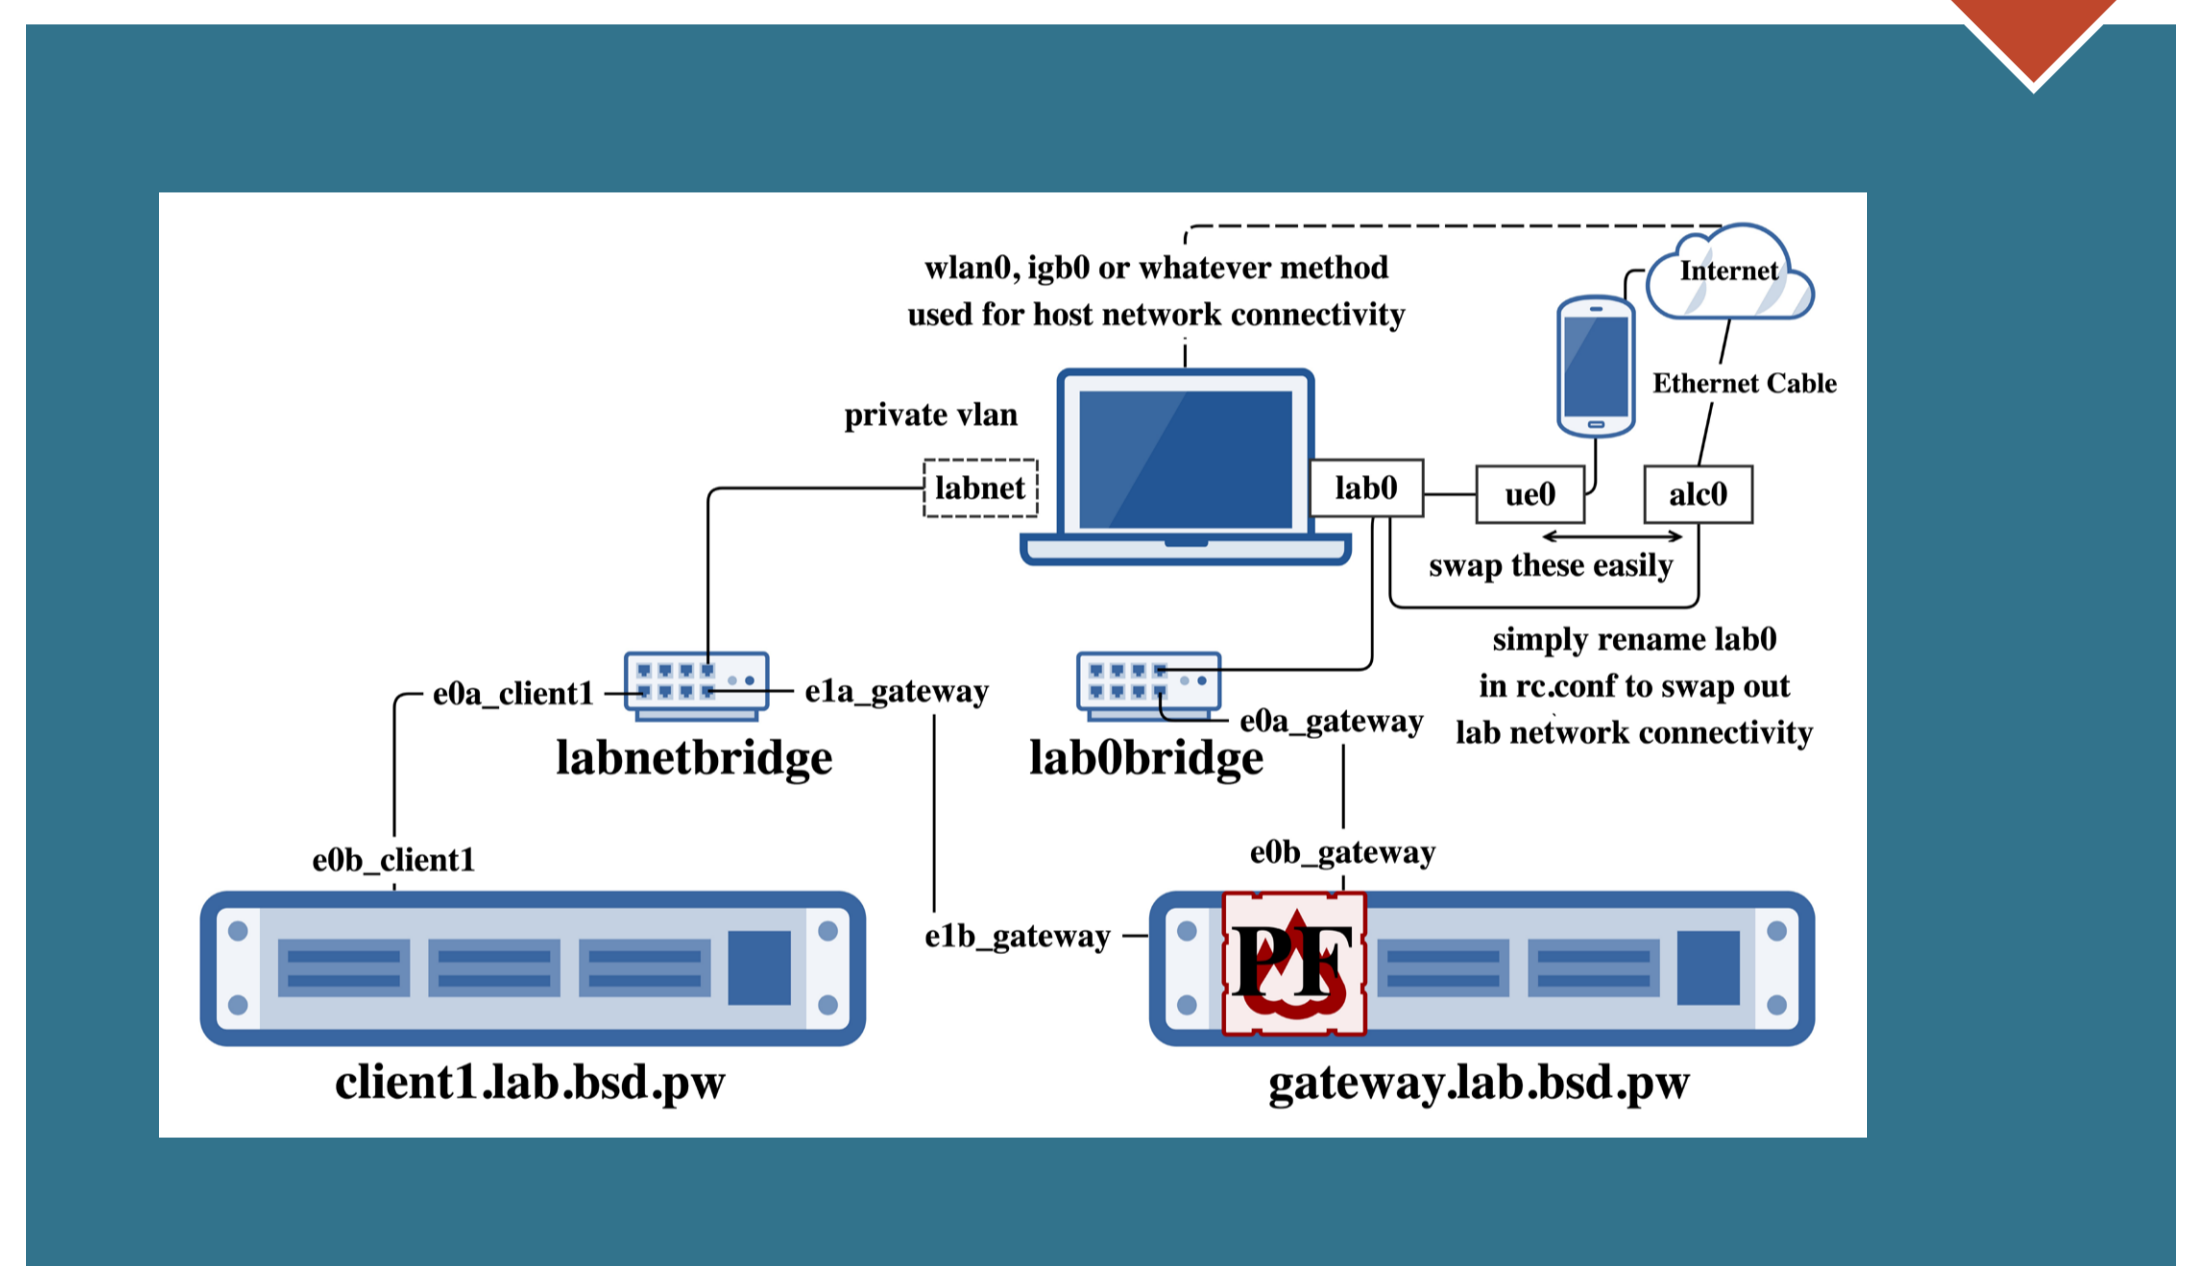 wlan0, igb0 or whatever method
used for host network connectivity
Internet
Ethernet Cable
private vlan
labnet
lab0
ue0
alc0
swap these easily
simply rename lab0
in rc.conf to swap out
lab network connectivity
e0a_client1
e1a_gateway
labnetbridge
e0a_gateway
lab0bridge
e0b_client1
e0b_gateway
e1b_gateway
PF
client1.lab.bsd.pw
gateway.lab.bsd.pw